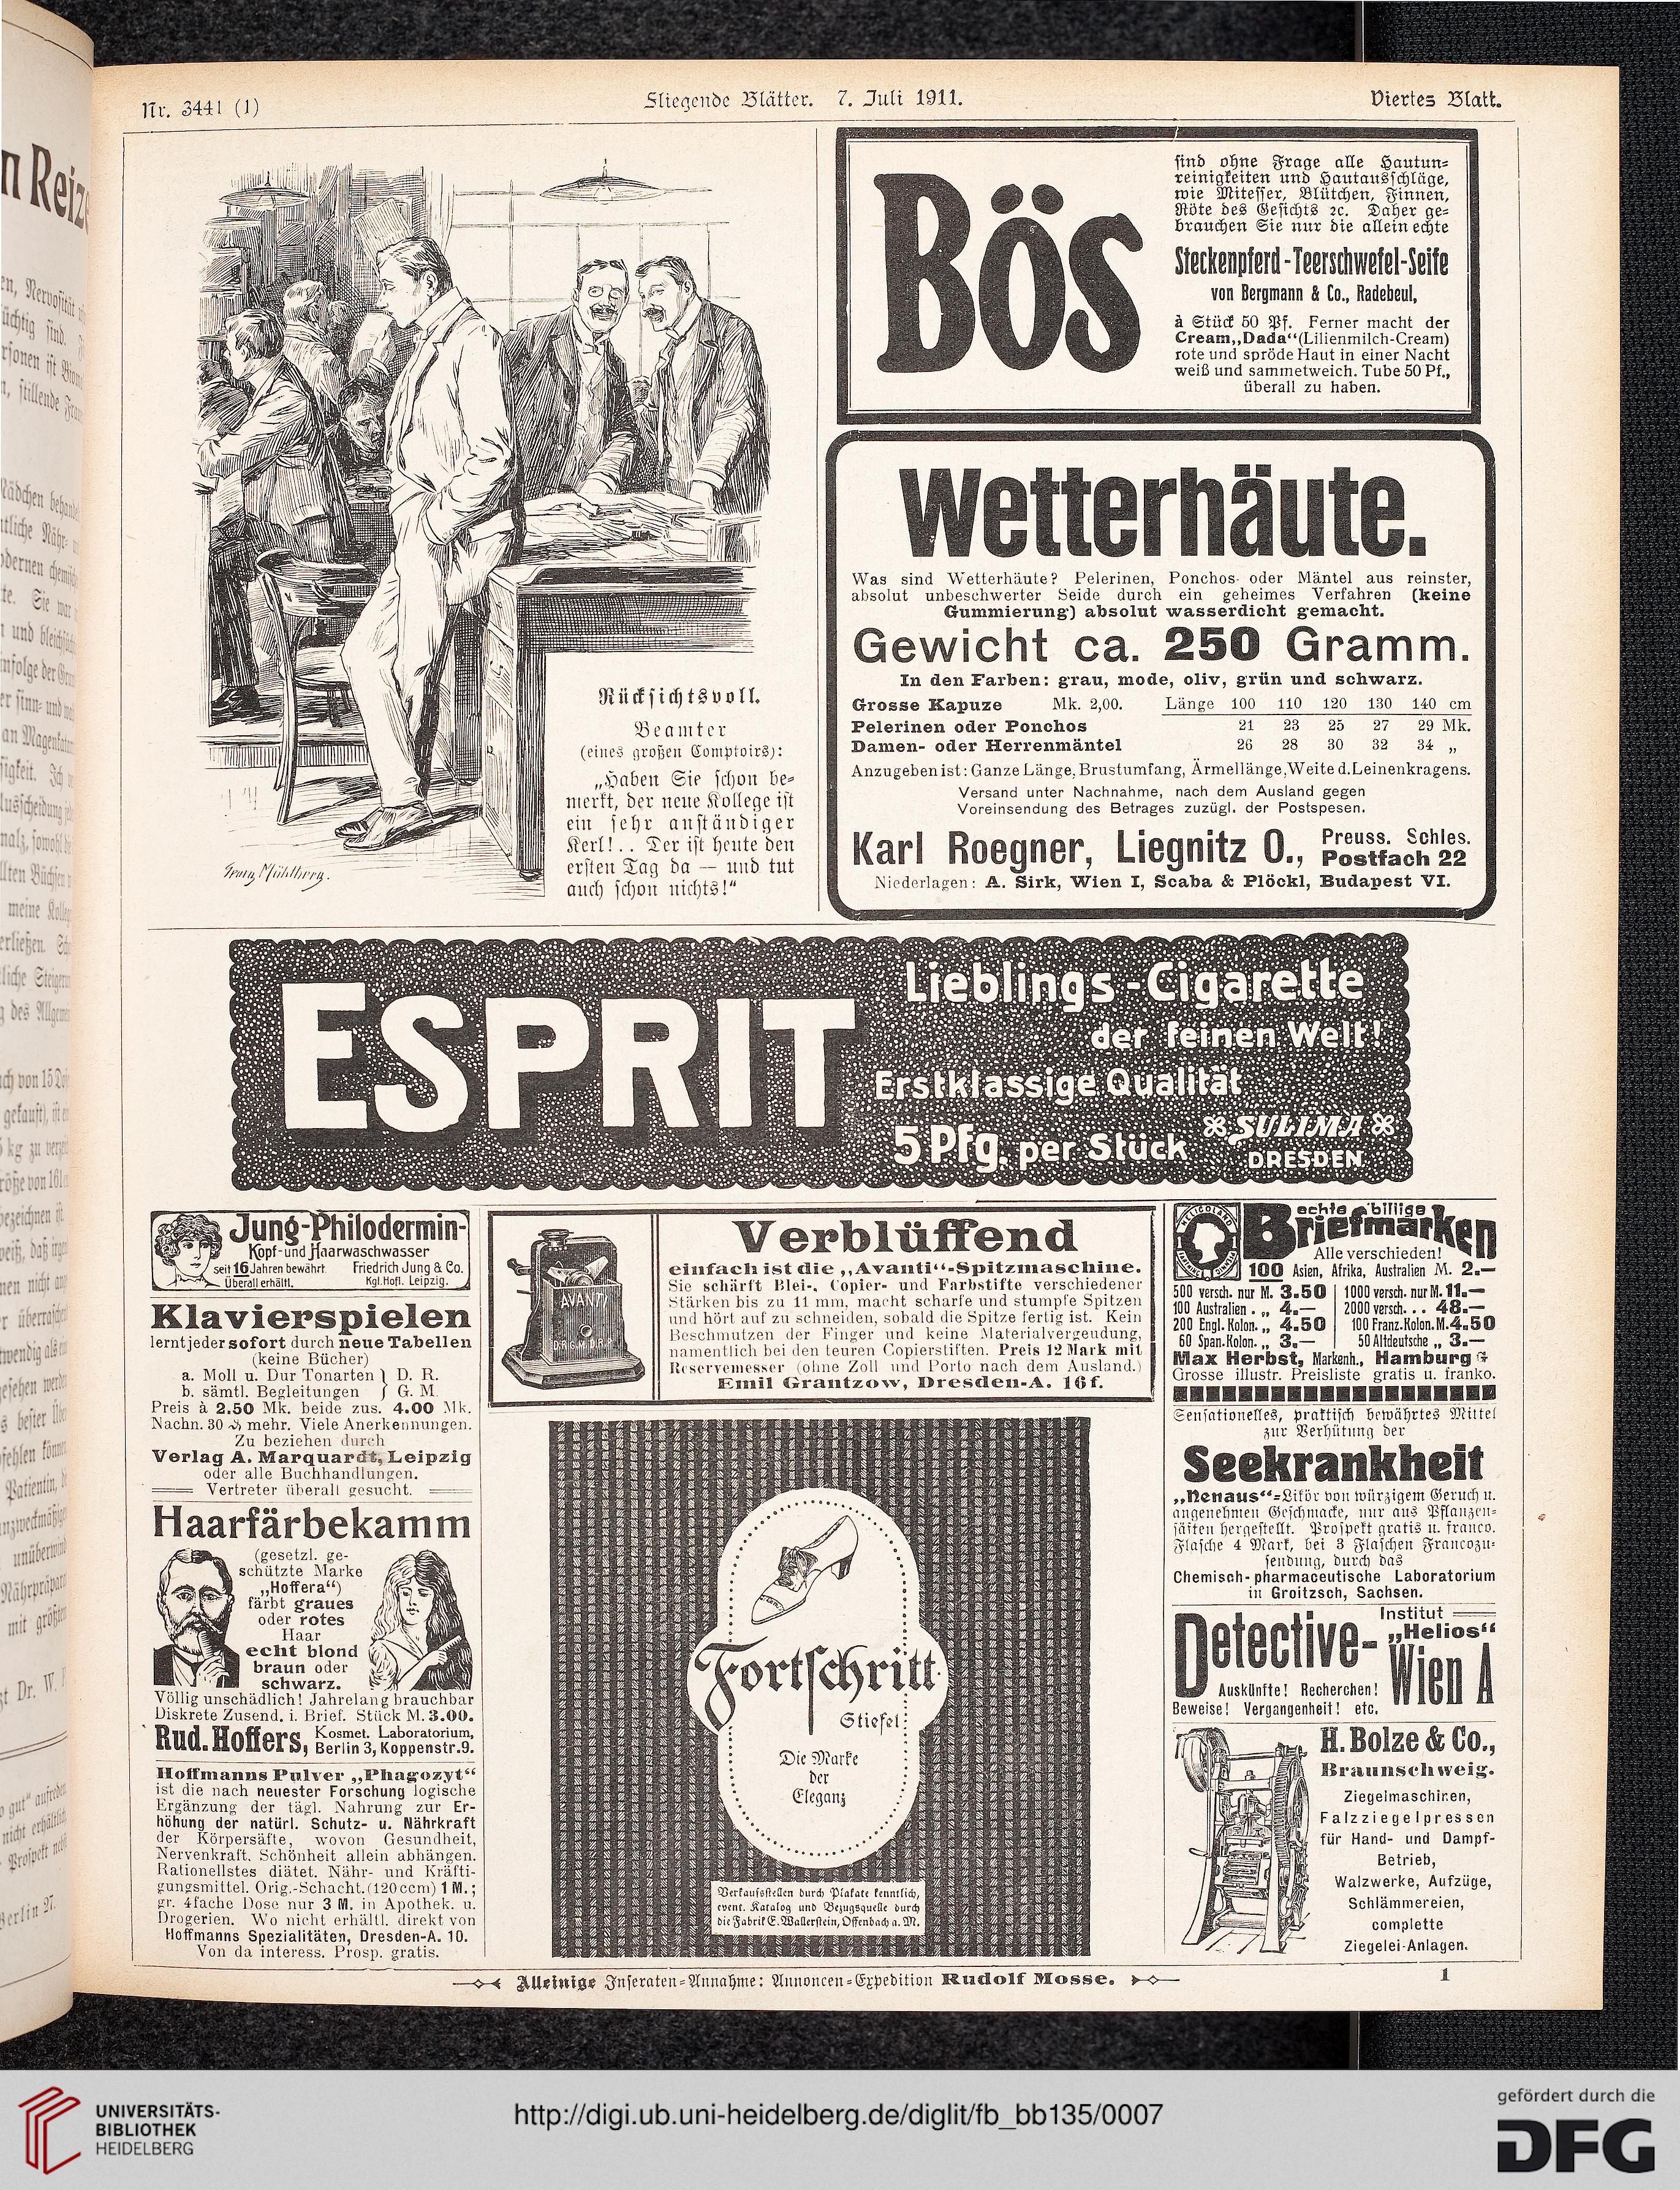 Nr. 3441 (1)
Fliegende Blätter. 7. Juli 1911.
Viertes Blatt.
Georg Mühlberg.
Rücksichtsvoll.
Beamter
(eines großen Comptoirs):
„Haben Sie schon be-
merkt, der neue Kollege ist
ein sehr anständiger
Kerl!.. Der ist heute den
ersten Tag da — und tut
auch schon nichts!“
Bös
sind ohne Frage alle Hautun-
reinigkeiten und Hautausschläge,
wie Mitesser, Blütchen, Finnen,
Röte des Gesichts ꝛc. Daher ge-
brauchen Sie nur die allein echte
Steckenpferd-Teerschwefel-Seife
von Bergmann & Co., Radebeul,
à Stück 50 Pf. Ferner macht der
Cream „Dada“ (Lilienmilch-Cream)
rote und spröde Haut in einer Nacht
weiß und sammetweich. Tube 50 Pf.,
überall zu haben.
Wetterhäute.
Was sind Wetterhäute? Pelerinen, Ponchos- oder Mäntel aus reinster,
absolut unbeschwerter Seide durch ein geheimes Verfahren (keine
Gummierung) absolut wasserdicht gemacht.
Gewicht ca. 250 Gramm.
In den Farben: grau, mode, oliv, grün und schwarz.
Grosse Kapuze Mk. 2,00. Länge 100 110 120 130 140 cm
Pelerinen oder Ponchos 21 23 25 27 29 Mk.
Damen- oder Herrenmäntel 26 28 30 32 34 „
Anzugeben ist: Ganze Länge, Brustumfang, Ärmellänge, Weite d. Leinenkragens.
Versand unter Nachnahme, nach dem Ausland gegen
Voreinsendung des Betrages zuzügl. der Postspesen.
Karl Roegner, Liegnitz O., Preuss. Schles.
Postfach 22
Niederlagen: A. Sirk, Wien I, Scaba & Plöckl, Budapest VI.
ESPRIT
Lieblings-Cigarette
der feinen Welt!
Erstklassige Qualität
5 Pfg. per Stück
SULIMA
DRESDEN
Jung-Philodermin-
Kopf- und Haarwaschwasser
seit 16 Jahren bewährt Friedrich Jung & Co.
Überall erhältl. Kgl. Hofl. Leipzig.
Klavierspielen
lernt jeder sofort durch neue Tabellen
(keine Bücher)
a. Moll u. Dur Tonarten } D. R.
b. sämtl. Begleitungen } G. M.
Preis à 2.50 Mk. beide zus. 4.00 Mk.
Nachn. 30 ₰ mehr. Viele Anerkennungen.
Zu beziehen durch
Verlag A. Marquardt, Leipzig
oder alle Buchhandlungen.
Vertreter überall gesucht.
Haarfärbekamm
(gesetzl. ge-
schützte Marke
„Hoffera“)
färbt graues
oder rotes
Haar
echt blond
braun oder
schwarz.
Völlig unschädlich! Jahrelang brauchbar
Diskrete Zusend. i. Brief. Stück M. 3.00.
Rud. Hoffers, Kosmet. Laboratorium,
Berlin 3, Koppenstr. 9.
Hoffmanns Pulver „Phagozyt“
ist die nach neuester Forschung logische
Ergänzung der tägl. Nahrung zur Er-
höhung der natürl. Schutz- u. Nährkraft
der Körpersäfte, wovon Gesundheit,
Nervenkraft, Schönheit allein abhängen.
Rationellstes diätet. Nähr- und Kräfti-
gungsmittel. Orig.-Schacht. (120 ccm) 1 M.;
gr. 4fache Dose nur 3 M. in Apothek. u.
Drogerien. Wo nicht erhältl. direkt von
Hoffmanns Spezialitäten, Dresden-A. 10.
Von da interess. Prosp. gratis.
AVANTI
D.R.G.M. D.R.P.
Verblüffend
einfach ist die „Avanti“-Spitzmaschine.
Sie schärft Blei-, Copier- und Farbstifte verschiedener
Stärken bis zu 11 mm, macht scharfe und stumpfe Spitzen
und hört auf zu schneiden, sobald die Spitze fertig ist. Kein
Beschmutzen der Finger und keine Materialvergeudung,
namentlich bei den teuren Copierstiften. Preis 12 Mark mit
Reservemesser (ohne Zoll und Porto nach dem Ausland.)
Emil Grantzow, Dresden-A. 16 f.
Fortschritt
Stiefel
Die Marke
der
Eleganz
Verkaufsstellen durch Plakate kenntlich,
event. Katalog und Bezugsquelle durch
die Fabrik E. Wallerstein, Offenbach a. M.
HELIGOLAND
echte billige
Briefmarken
Alle verschieden!
100 Asien, Afrika, Australien M. 2.—
500 versch. nur M. 3.50 | 1000 versch. nur M. 11.—
100 Australien . „ 4.— | 2000 versch. . . 48.—
200 Engl. Kolon. „ 4.50 | 100 Franz. Kolon. M. 4.50
60 Span. Kolon. „ 3.— | 50 Altdeutsche „ 3.—
Max Herbst, Markenh., Hamburg G
Grosse illustr. Preisliste gratis u. franko.
Sensationelles, praktisch bewährtes Mittel
zur Verhütung der
Seekrankheit
„Nenaus“-Likör von würzigem Geruch u.
angenehmen Geschmacke, nur aus Pflanzen-
säften hergestellt. Prospekt gratis u. franco.
Flasche 4 Mark, bei 3 Flaschen Francozu-
sendung, durch das
Chemisch-pharmaceutische Laboratorium
in Groitzsch, Sachsen.
Detective-
Institut
„Helios“
Wien A
Auskünfte! Recherchen!
Beweise! Vergangenheit! etc.
H. Bolze & Co.,
Braunschweig.
Ziegelmaschinen,
Falzziegelpressen
für Hand- und Dampf-
Betrieb,
Walzwerke, Aufzüge,
Schlämmereien,
complette
Ziegelei-Anlagen.
Alleinige Inseraten-Annahme: Annoncen-Expedition Rudolf Mosse.
1
UNIVERSITÄTS-
BIBLIOTHEK
HEIDELBERG
http://digi.ub.uni-heidelberg.de/diglit/fb_bb135/0007
gefördert durch die
DFG